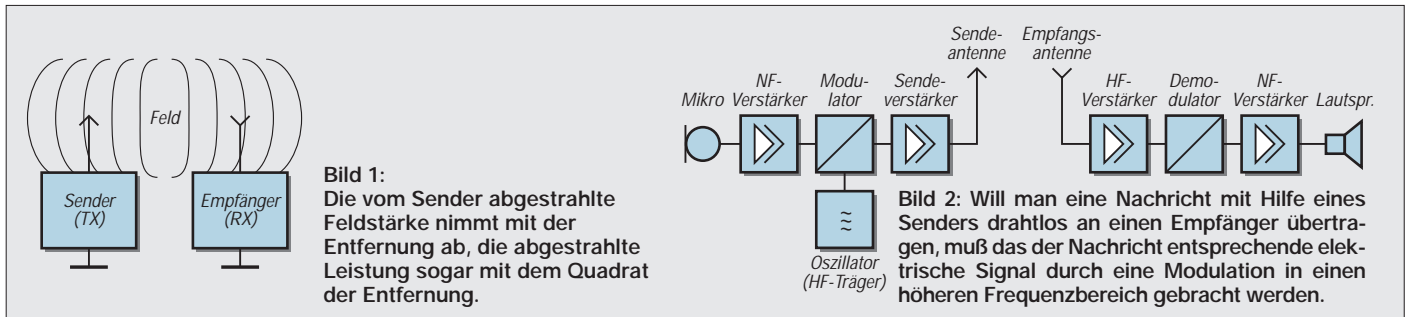 Feld
Sender
(TX)
Empfänger
(RX)
Bild 1:
Die vom Sender abgestrahlte
Feldstärke nimmt mit der
Entfernung ab, die abgestrahlte
Leistung sogar mit dem Quadrat
der Entfernung.
Mikro
NF-
Verstärker
Modu-
lator
Sende-
verstärker
Sende-
antenne
Empfangs-
antenne
HF-
Verstärker
Demo-
dulator
NF-
Verstärker
Lautspr.
Oszillator
(HF-Träger)
Bild 2: Will man eine Nachricht mit Hilfe eines
Senders drahtlos an einen Empfänger übertra-
gen, muß das der Nachricht entsprechende elek-
trische Signal durch eine Modulation in einen
höheren Frequenzbereich gebracht werden.